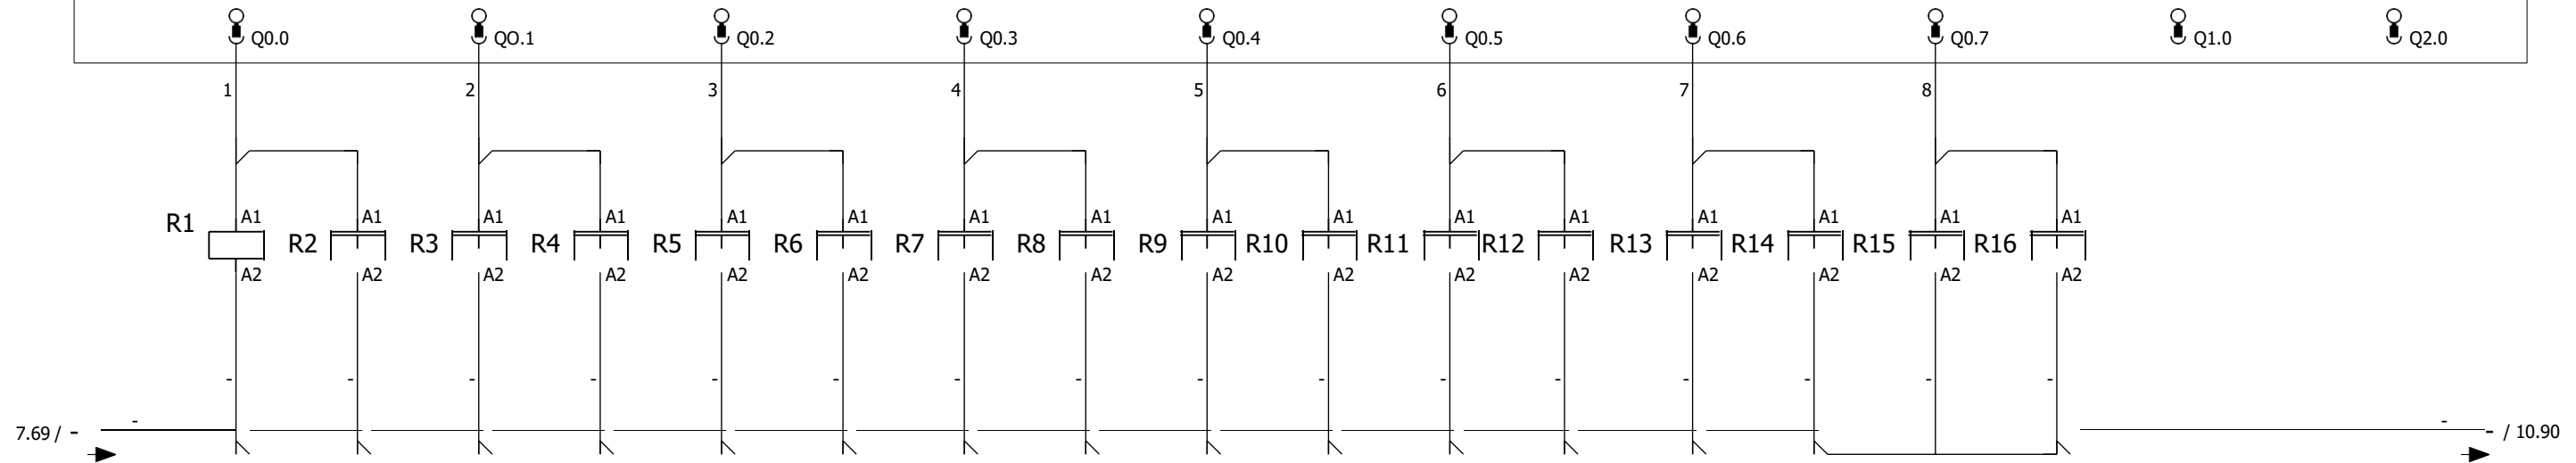 Q0.0 QO.1 Q0.2 Q0.3 Q0.4 Q0.5 Q0.6 Q0.7 Q1.0 Q2.0
1 2 3 4 5 6 7 8
A1 A1 A1 A1 A1 A1 A1 A1 A1 A1 A1 A1 A1 A1 A1 A1
R1 R2 R3 R4 R5 R6 R7 R8 R9 R10 R11 R12 R13 R14 R15 R16
A2 A2 A2 A2 A2 A2 A2 A2 A2 A2 A2 A2 A2 A2 A2 A2
- - - - - - - - - - - - - - - -
- -
7.69 / - - / 10.90